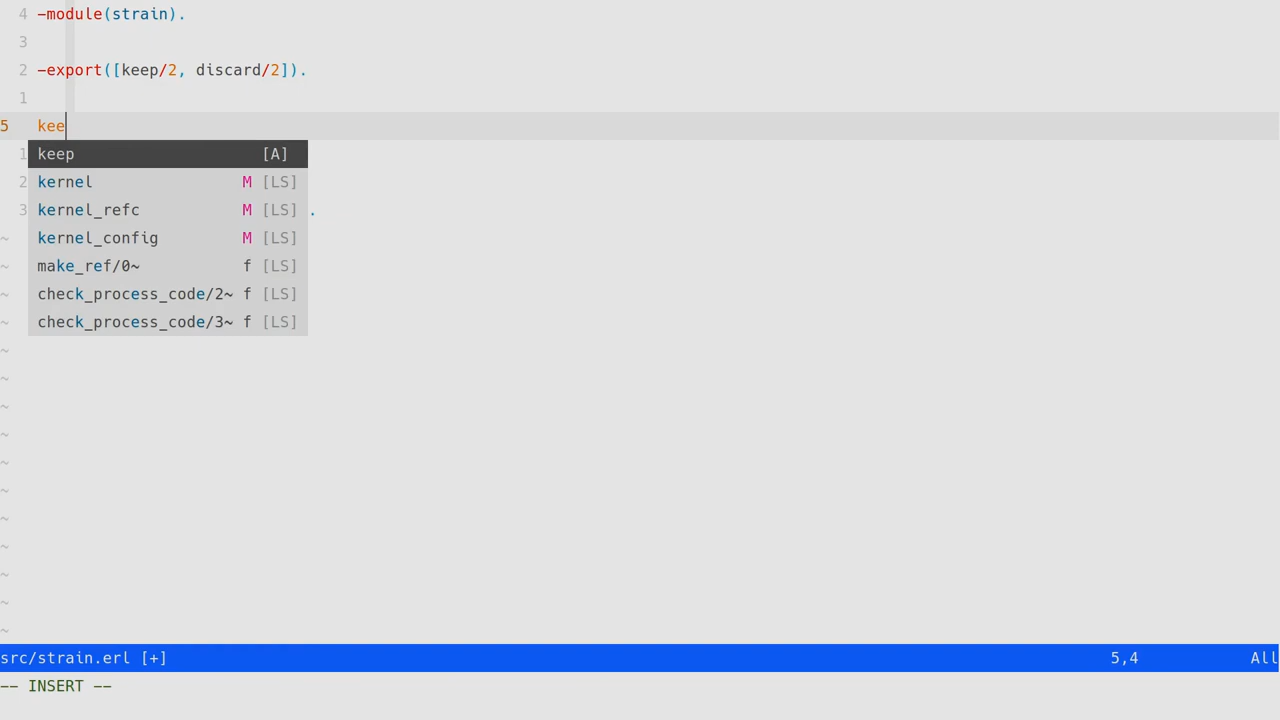 4 -module(strain).
3
2 -export([keep/2, discard/2]).
1
5 kee
1 keep [A]
2 kernel M [LS]
3 kernel_refc M [LS] .
~ kernel_config M [LS]
~ make_ref/0~ f [LS]
~ check_process_code/2~ f [LS]
~ check_process_code/3~ f [LS]
~
~
~
~
~
~
~
~
~
~
~
src/strain.erl [+] 5,4 All
-- INSERT --